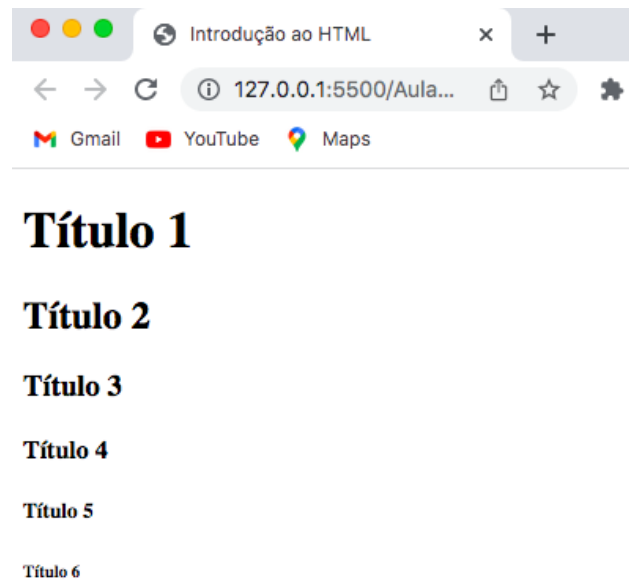 Introdução ao HTML
127.0.0.1:5500/Aula...
Gmail YouTube Maps
Título 1
Título 2
Título 3
Título 4
Título 5
Título 6